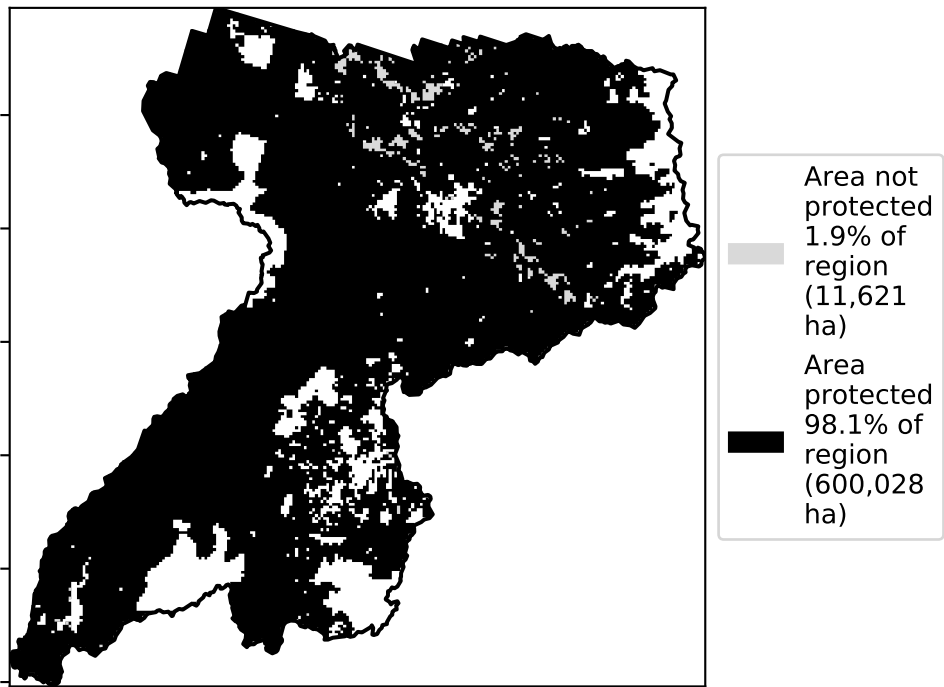 Area not
protected
1.9% of
region
(11,621
ha)
Area
protected
98.1% of
region
(600,028
ha)